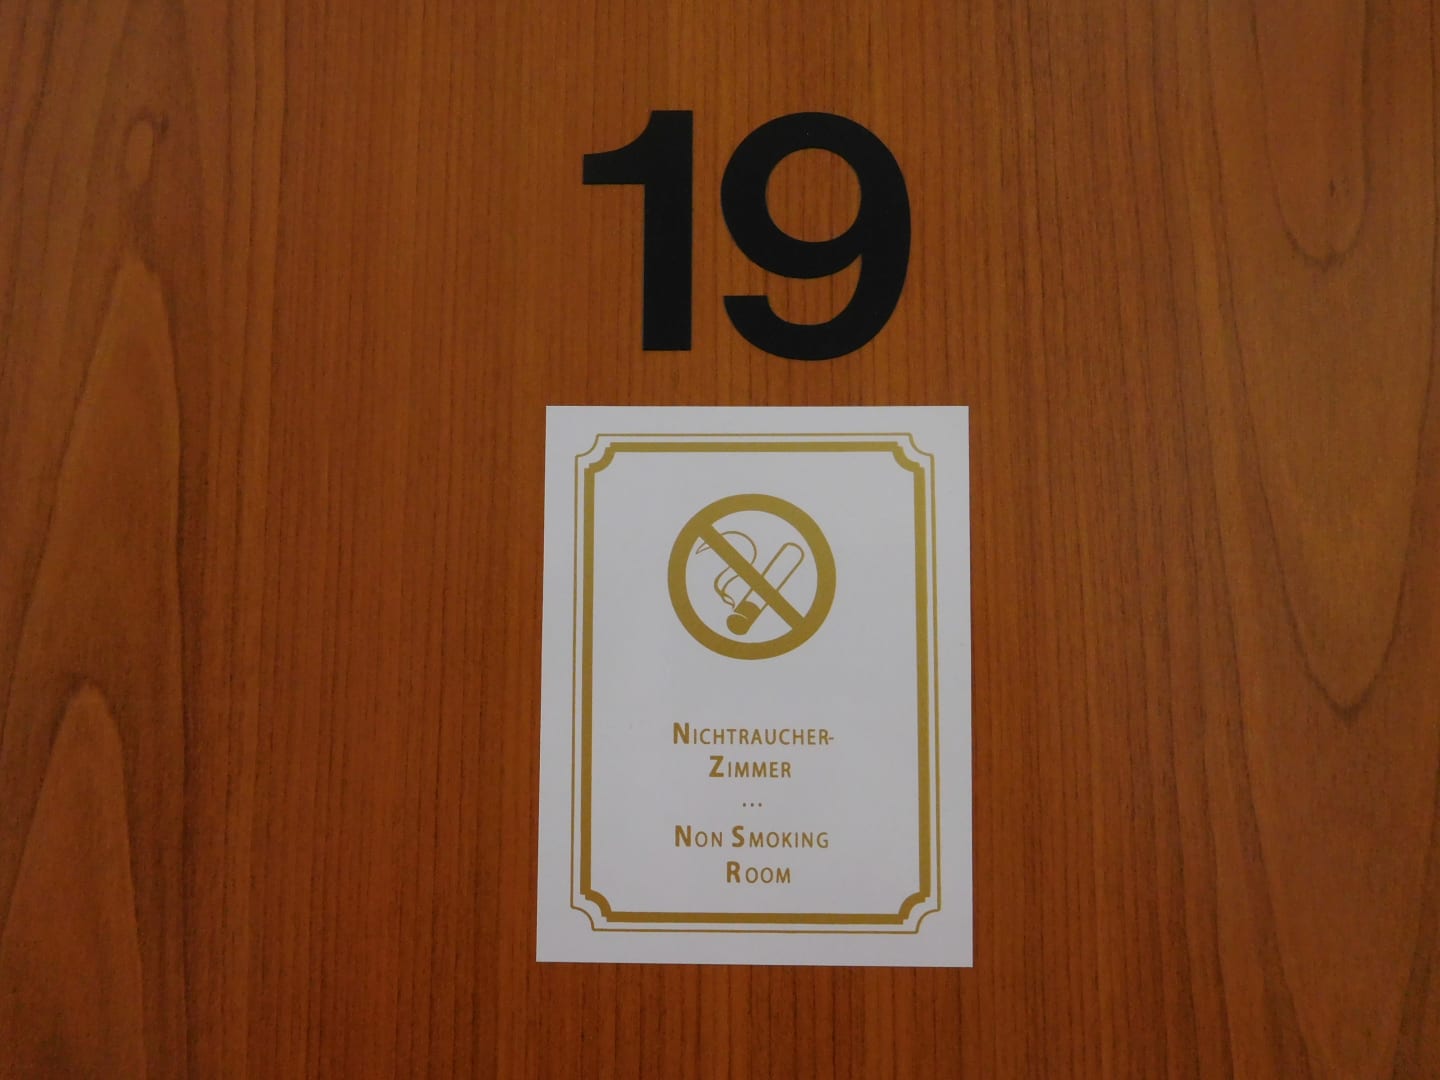 19
NICHTRAUCHER-
ZIMMER
...
NON SMOKING
ROOM